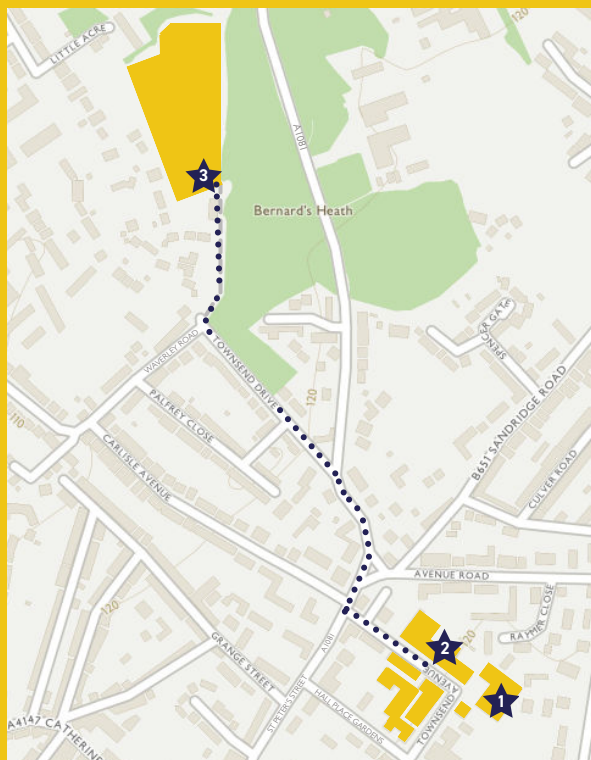 LITTLE ACRE
120
A1081
3
Bernard's Heath
SPENCER GATE
WAVERLEY ROAD
TOWNSEND DRIVE
120
PALFREY CLOSE
110
B651 SANDRIDGE ROAD
CARLISLE AVENUE
CULVER ROAD
AVENUE ROAD
120
120
RAYMER CLOSE
A1081
2
GRANGE STREET
ST PETER'S STREET
HALL PLACE GARDENS
TOWNSEND AVENUE
1
A4147 CATHERINE